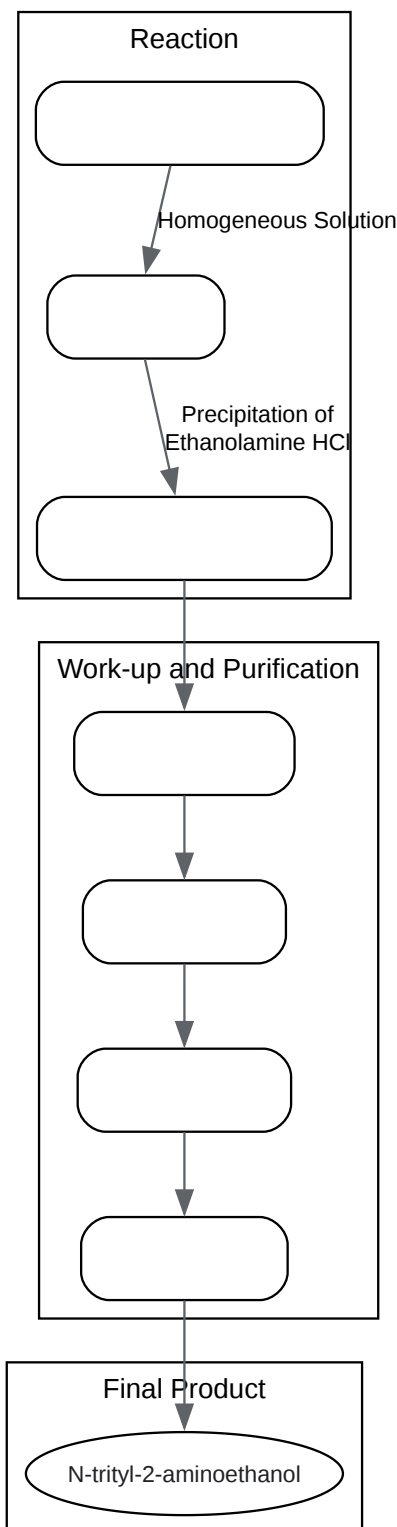 Reaction
Homogeneous Solution
Precipitation of
Ethanolamine HCl
Work-up and Purification
Final Product
N-trityl-2-aminoethanol